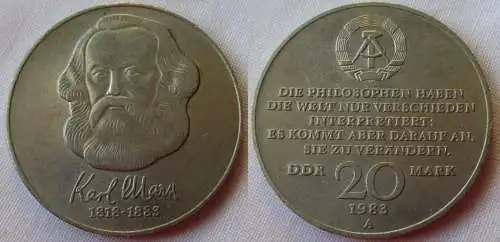 Karl Marx
1818-1883
DIE PHILOSOPHEN HABEN
DIE WELT NUR VERSCHIEDEN
INTERPRETIERT;
ES KOMMT ABER DARAUF AN,
SIE ZU VERÄNDERN.
DDR 20 MARK
1983
A